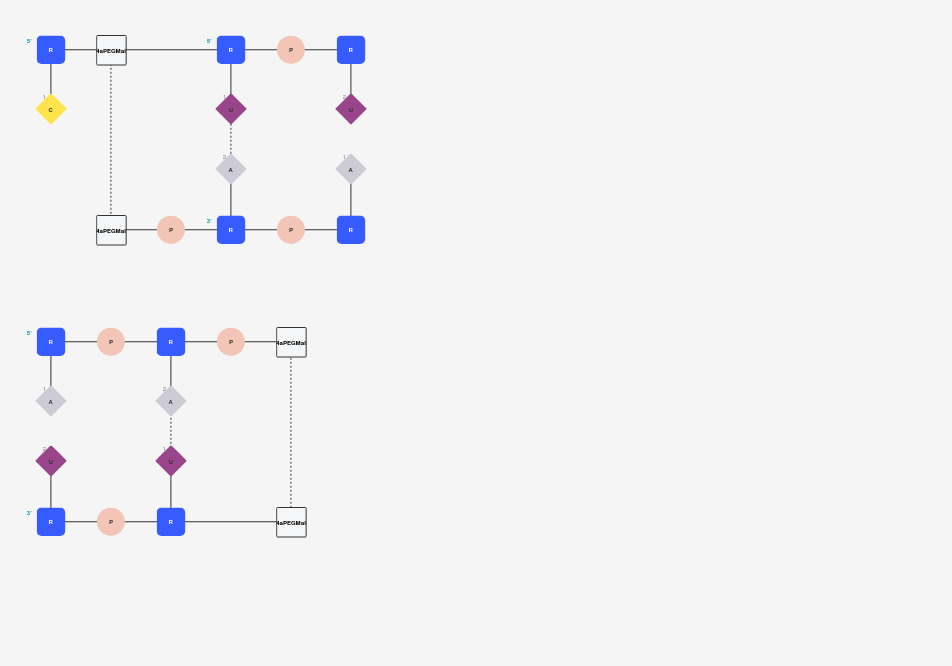 5' 5'
R 4aPEGMal R P R
1 1 2
C U U
2 1
A A
3'
4aPEGMal P R P R
5'
R P R P 4aPEGMal
1 2
A A
2 1
U U
3'
R P R 4aPEGMal